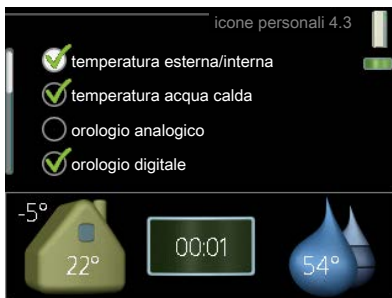 icone personali 4.3
temperatura esterna/interna
temperatura acqua calda
orologio analogico
orologio digitale
-5°
22°
00:01
54°